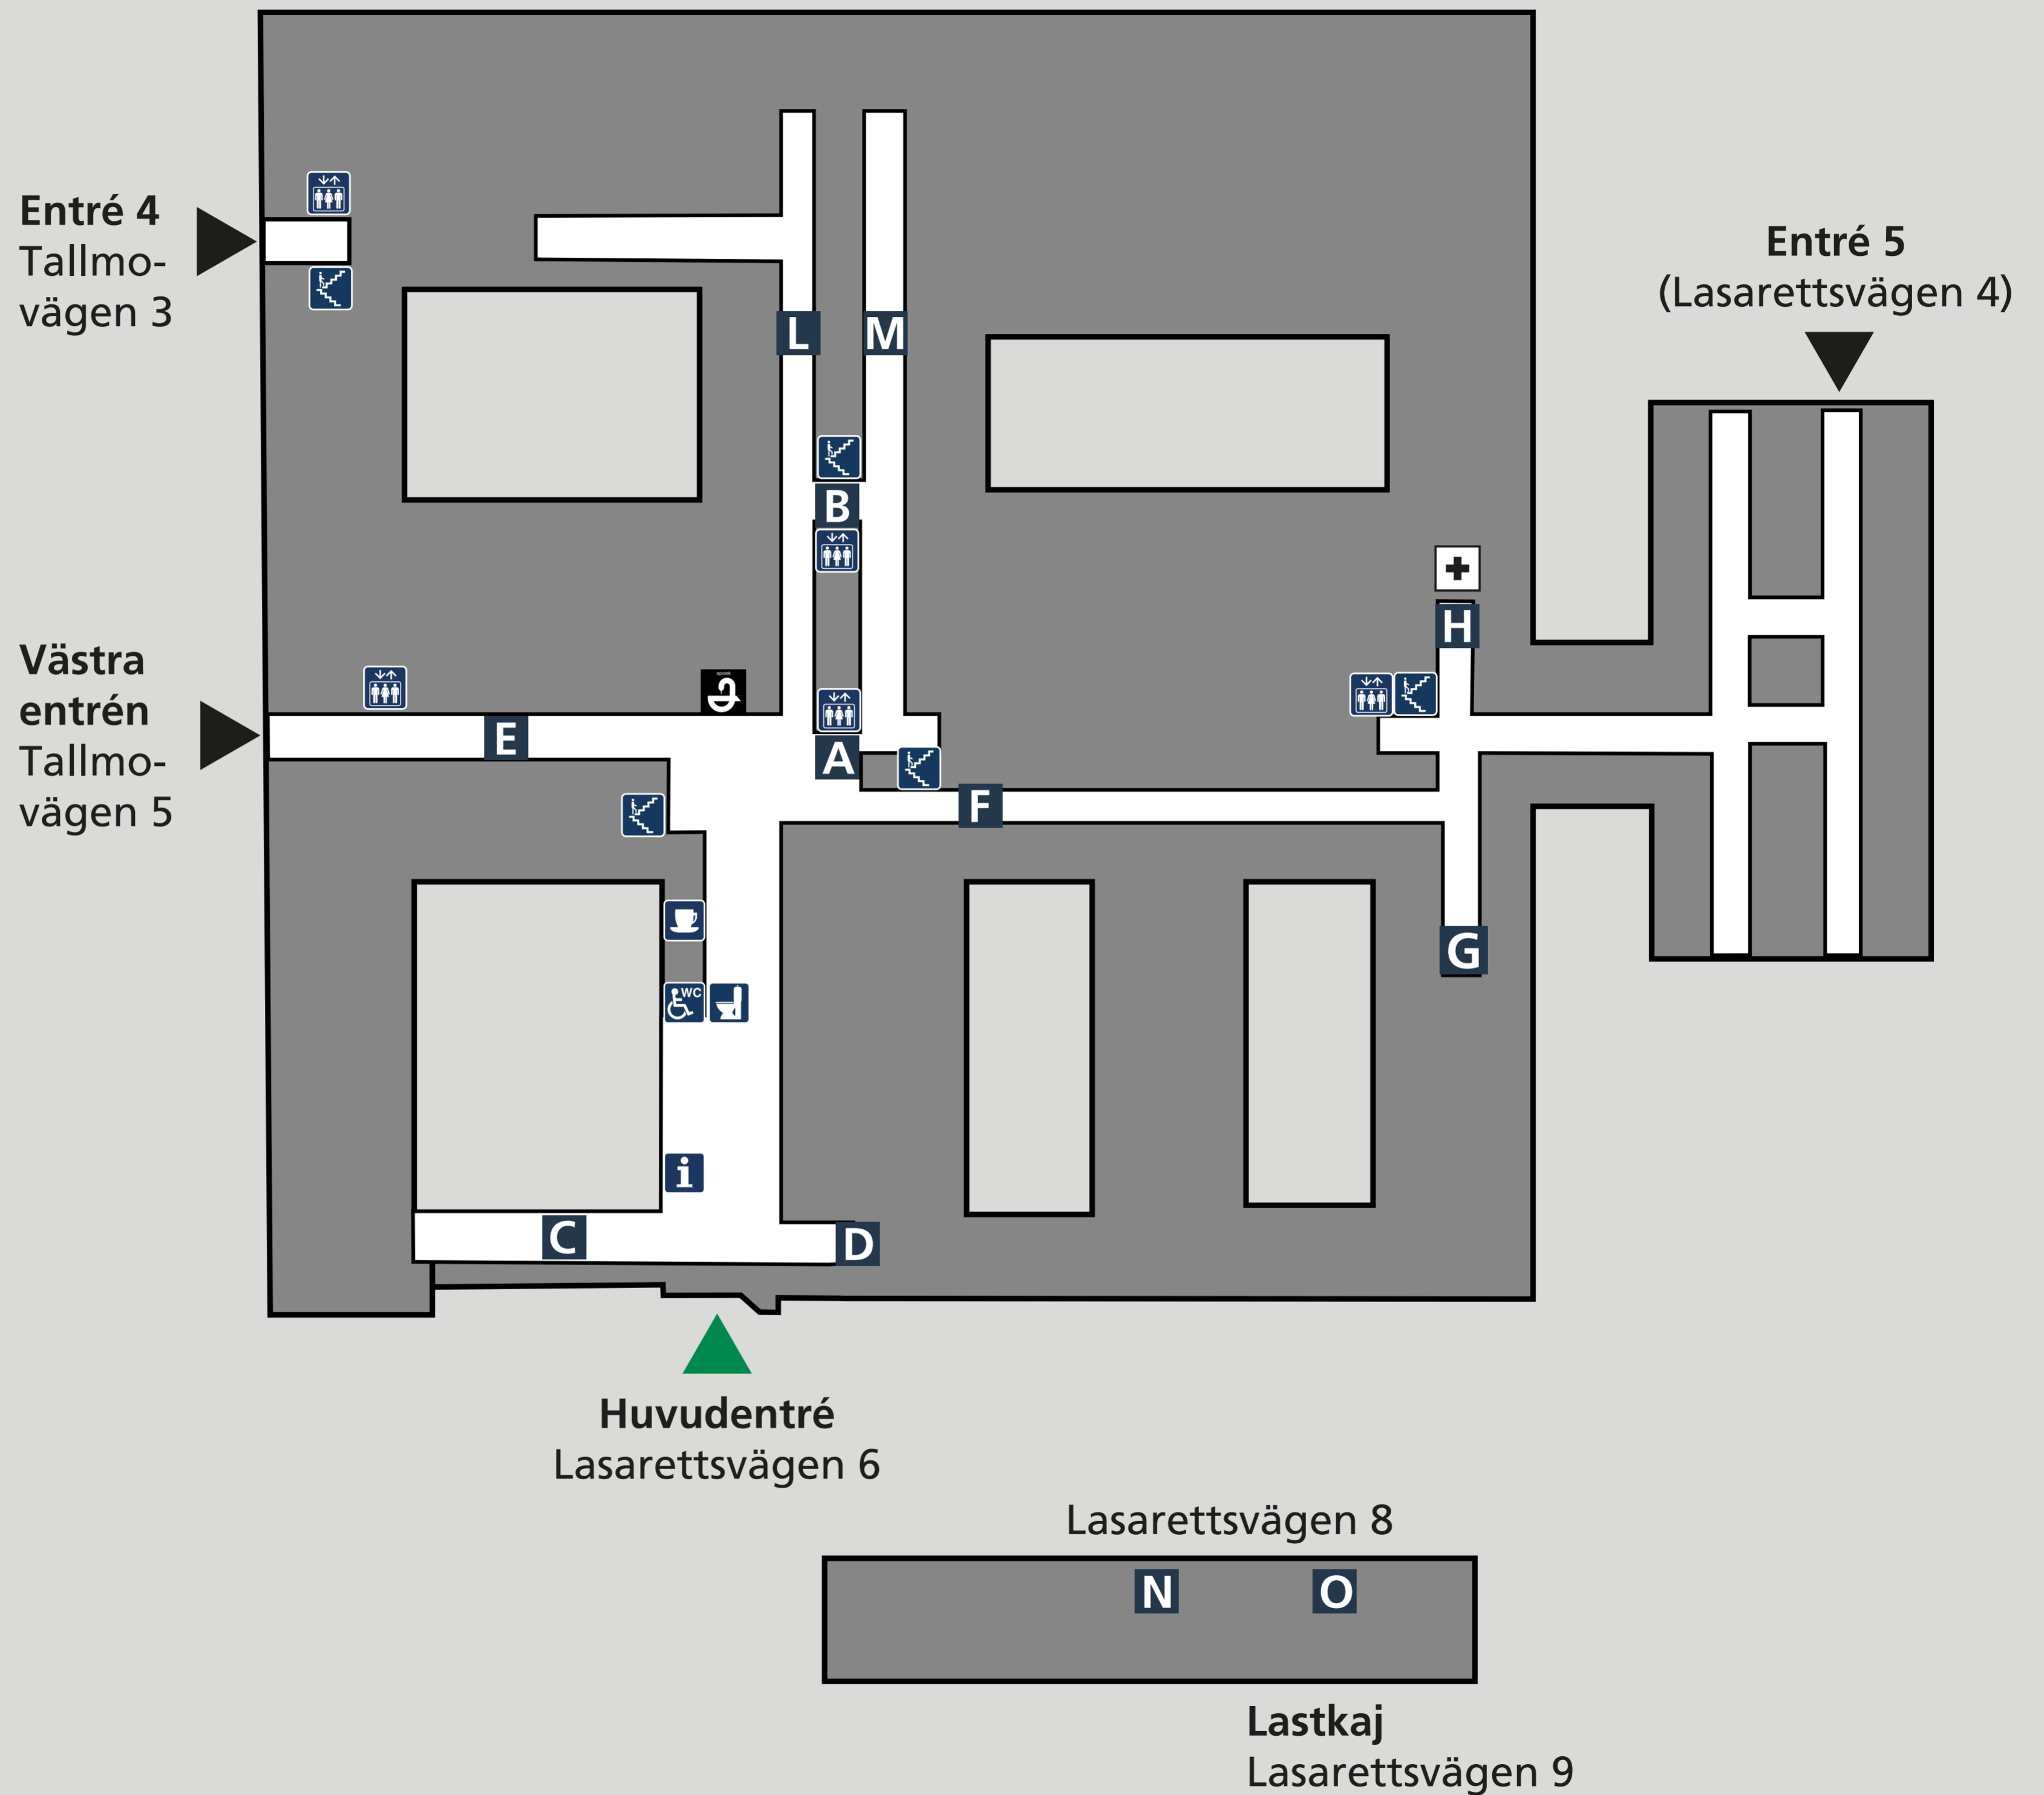 Entré 4
Tallmo-
vägen 3
Entré 5
(Lasarettsvägen 4)
L
M
B
H
Västra
entrén
Tallmo-
vägen 5
apotek
E
A
F
WC
G
i
C
D
Huvudentré
Lasarettsvägen 6
Lasarettsvägen 8
N
O
Lastkaj
Lasarettsvägen 9